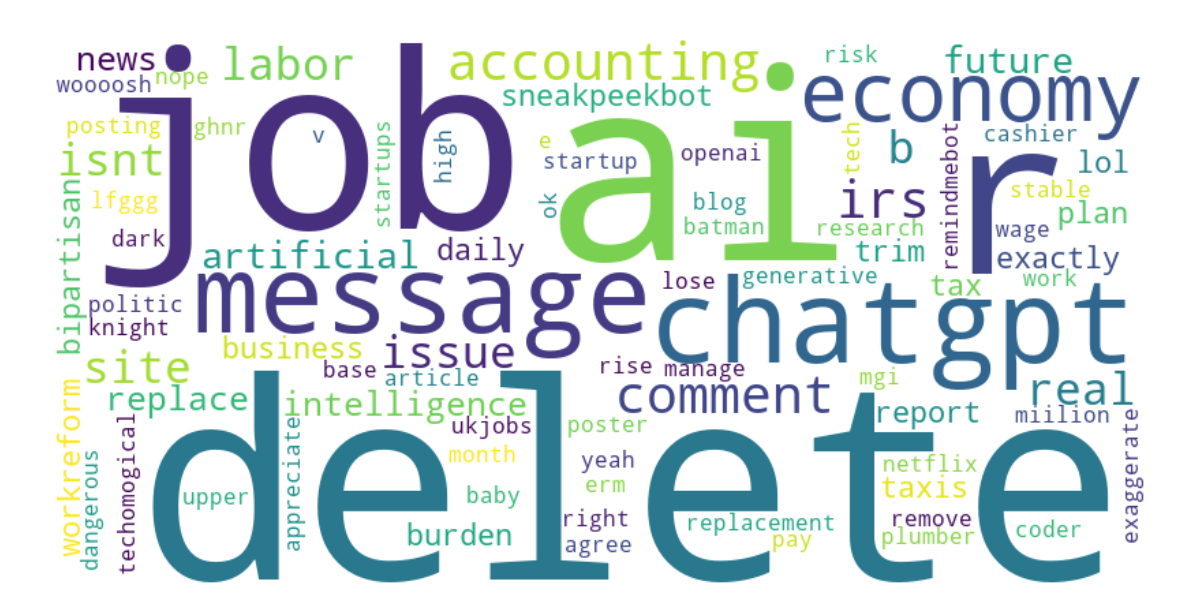 news
labor
accounting
risk
future
woooosh
nope
job
ai
economy
sneakpeekbot
posting
ghnr
v
startups
high
e
ok
startup
openai
tech
b
remindmebot
cashier
lol
isnt
r
lfggg
blog
batman
irs
stable
plan
bipartisan
dark
artificial
daily
research
trim
wage
exactly
message
lose
generative
tax
work
politic
knight
chatgpt
business
issue
site
base
article
rise
manage
mgi
replace
intelligence
comment
real
report
miilion
workreform
dangerous
techomogical
delete
appreciate
ukjobs
poster
exaggerate
month
yeah
netflix
upper
baby
erm
taxis
burden
right
agree
replacement
pay
remove
plumber
coder